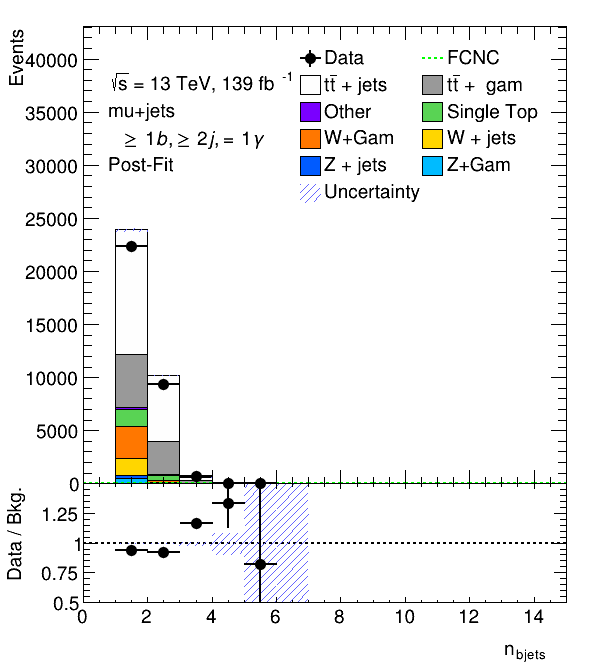 Events
40000
35000
30000
25000
20000
15000
10000
5000
0
√s = 13 TeV, 139 fb⁻¹
mu+jets
≥ 1b, ≥ 2j, = 1γ
Post-Fit
Data
FCNC
tt̄ + jets
tt̄ + gam
Other
Single Top
W+Gam
W + jets
Z + jets
Z+Gam
Uncertainty
Data / Bkg.
1.25
1
0.75
0.5
0 2 4 6 8 10 12 14
n_bjets